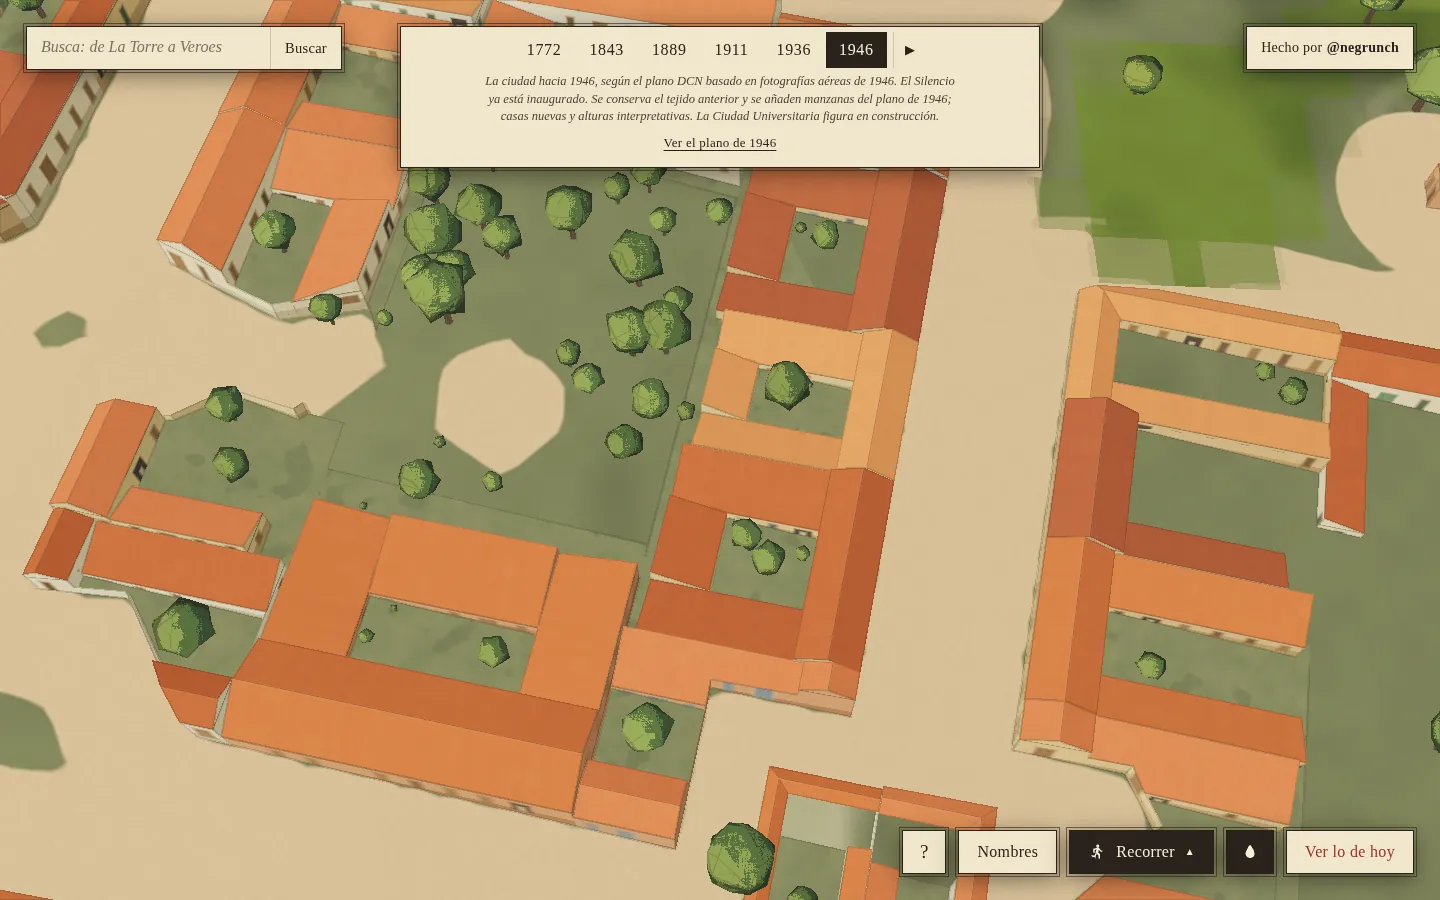 Busca: de La Torre a Veroes
Buscar
1772 1843 1889 1911 1936 1946 ▶
La ciudad hacia 1946, según el plano DCN basado en fotografías aéreas de 1946. El Silencio
ya está inaugurado. Se conserva el tejido anterior y se añaden manzanas del plano de 1946;
casas nuevas y alturas interpretativas. La Ciudad Universitaria figura en construcción.
Ver el plano de 1946
Hecho por @negrunch
?
Nombres
Recorrer ▲
Ver lo de hoy